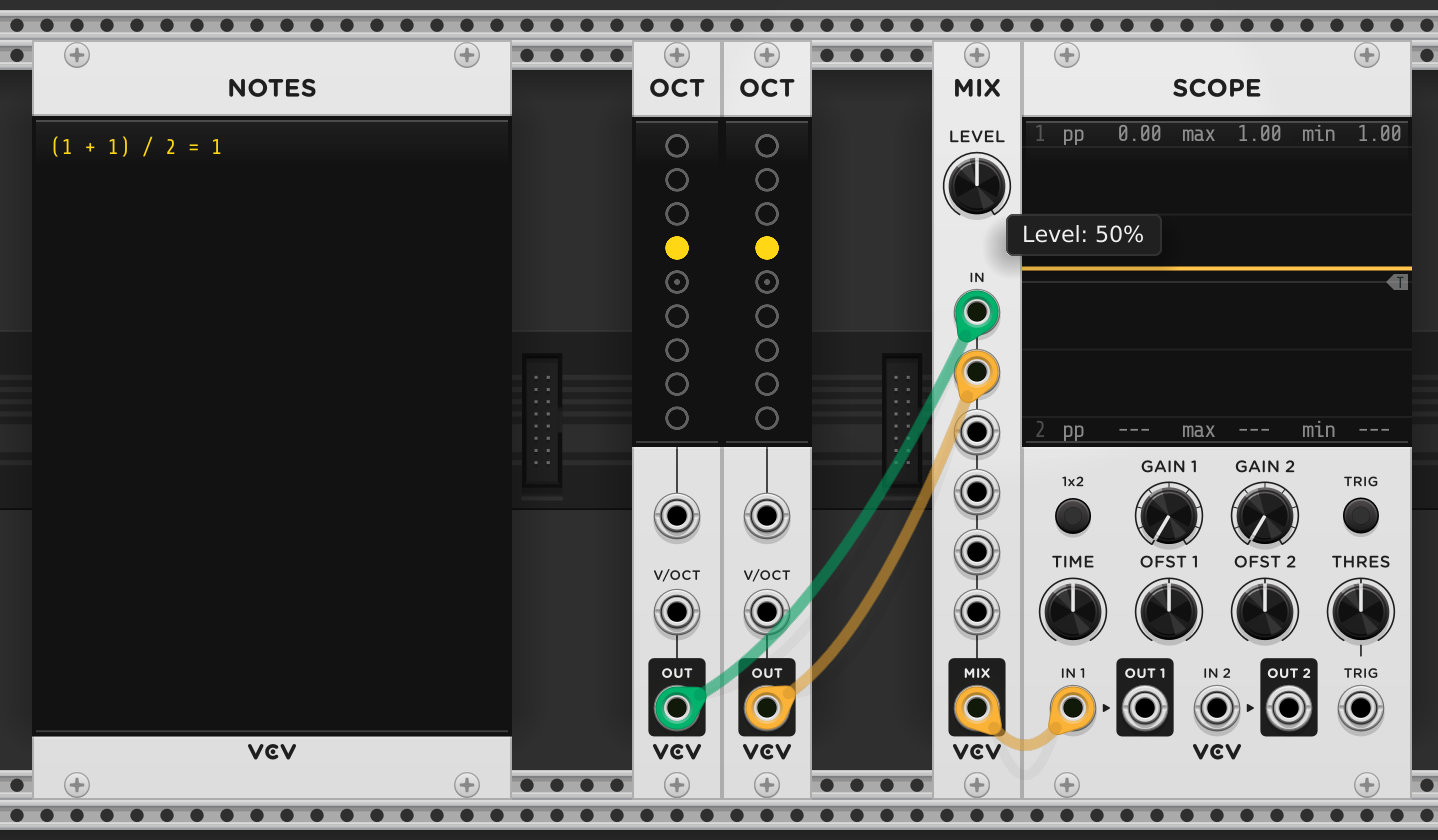 NOTES
(1 + 1) / 2 = 1
VCV
OCT
V/OCT
OUT
VCV
OCT
V/OCT
OUT
VCV
MIX
LEVEL
Level: 50%
IN
MIX
VCV
SCOPE
1 pp 0.00 max 1.00 min 1.00
T
2 pp --- max --- min ---
1x2 GAIN 1 GAIN 2 TRIG
TIME OFST 1 OFST 2 THRES
IN 1 OUT 1 IN 2 OUT 2 TRIG
VCV